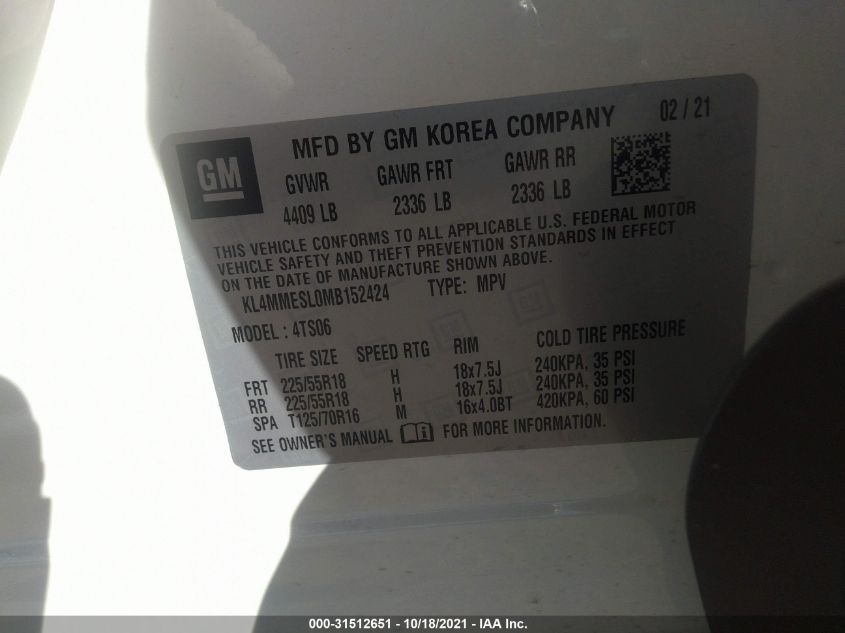 GM
MFD BY GM KOREA COMPANY 02 / 21
GVWR GAWR FRT GAWR RR
4409 LB 2336 LB 2336 LB
THIS VEHICLE CONFORMS TO ALL APPLICABLE U.S. FEDERAL MOTOR
VEHICLE SAFETY AND THEFT PREVENTION STANDARDS IN EFFECT
ON THE DATE OF MANUFACTURE SHOWN ABOVE.
KL4MMESL0MB152424 TYPE: MPV
MODEL: 4TS06
TIRE SIZE SPEED RTG RIM COLD TIRE PRESSURE
FRT 225/55R18 H 18x7.5J 240KPA, 35 PSI
RR 225/55R18 H 18x7.5J 240KPA, 35 PSI
SPA T125/70R16 M 16x4.0BT 420KPA, 60 PSI
SEE OWNER'S MANUAL FOR MORE INFORMATION.
000-31512651 - 10/18/2021 - IAA Inc.